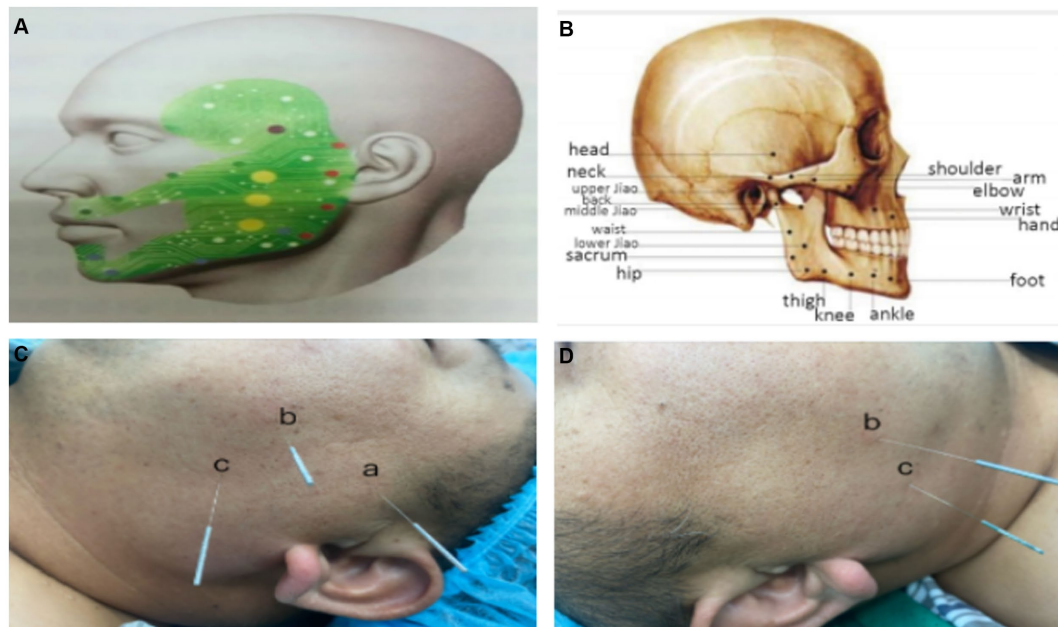 A
B
head
neck
upper Jiao
back
middle Jiao
waist
lower Jiao
sacrum
hip
thigh
knee
ankle
shoulder
arm
elbow
wrist
hand
foot
C
b
c
a
D
b
c